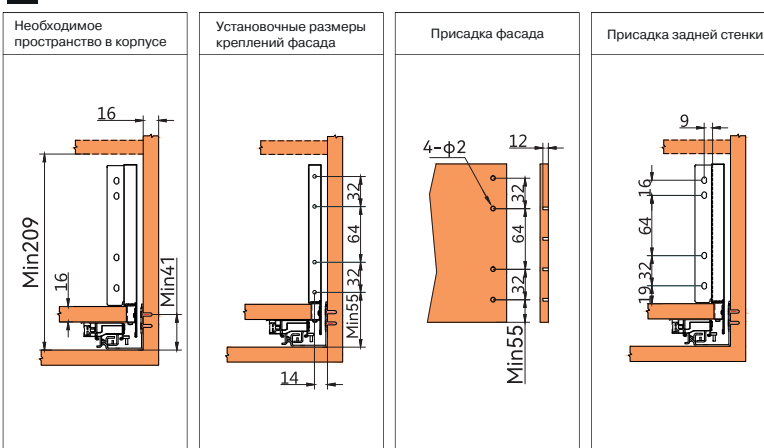 Необходимое
пространство в корпусе
Установочные размеры
креплений фасада
Присадка фасада
Присадка задней стенки
16
Min209
16
Min41
32
64
32
Min55
14
4-ф2
12
32
64
32
Min55
9
16
64
32
19